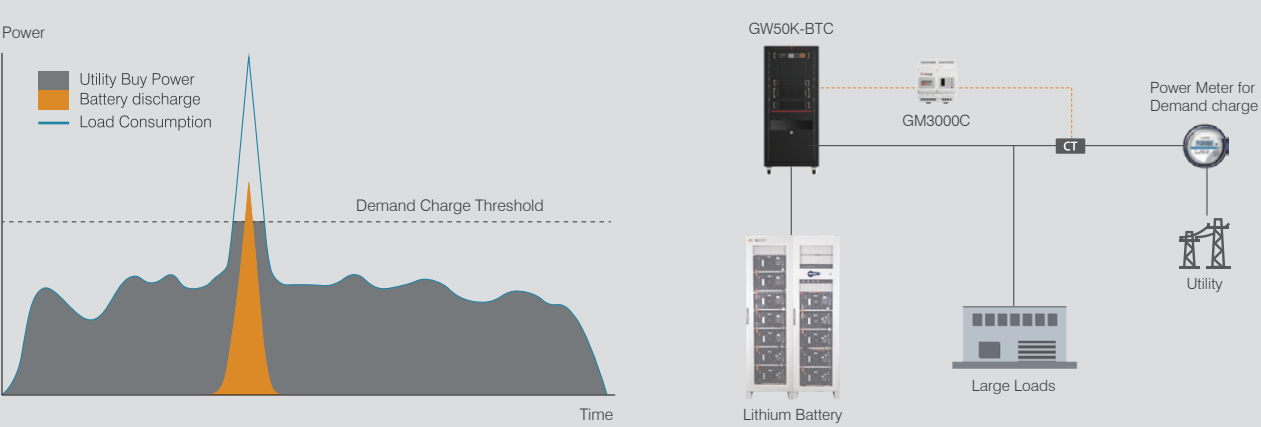 Power
Utility Buy Power
Battery discharge
Load Consumption
Demand Charge Threshold
Time
GW50K-BTC
GM3000C
CT
Power Meter for
Demand charge
Utility
Large Loads
Lithium Battery